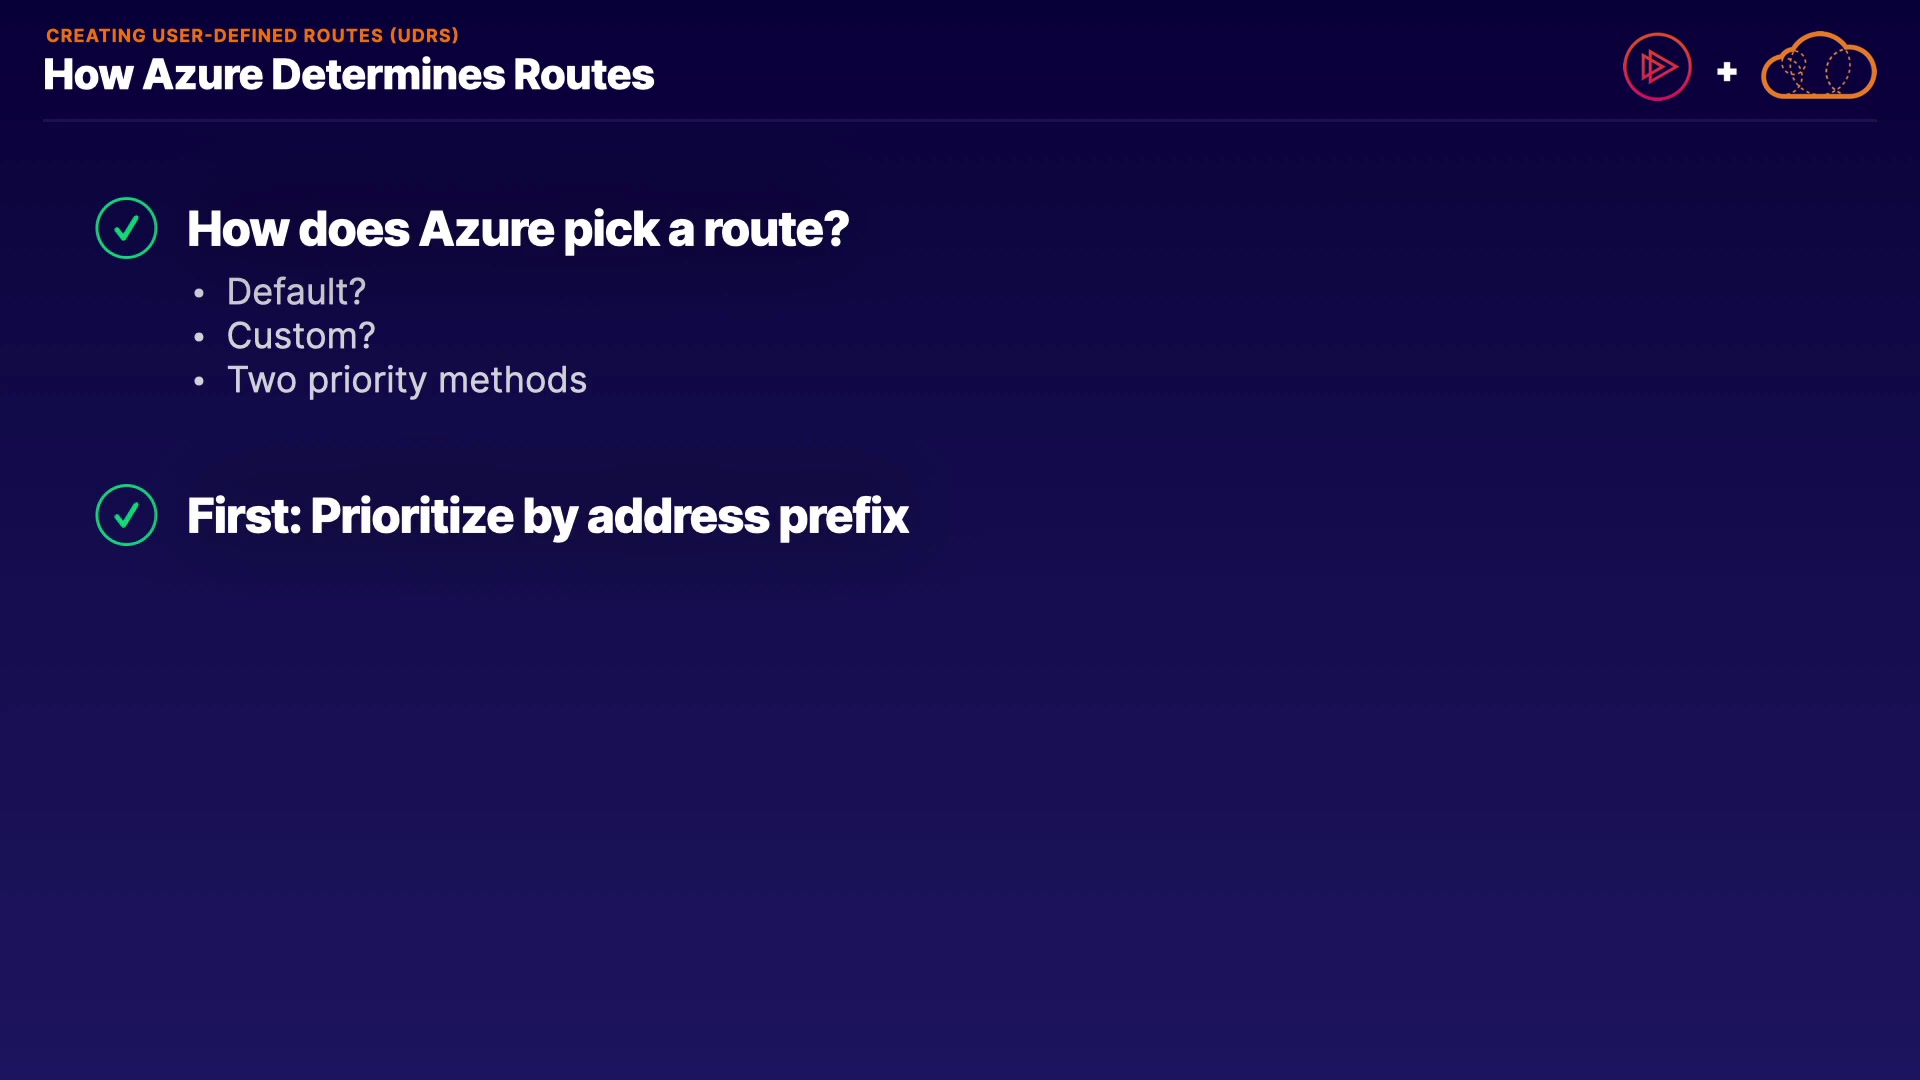 CREATING USER-DEFINED ROUTES (UDRS)
How Azure Determines Routes
How does Azure pick a route?
• Default?
• Custom?
• Two priority methods
First: Prioritize by address prefix